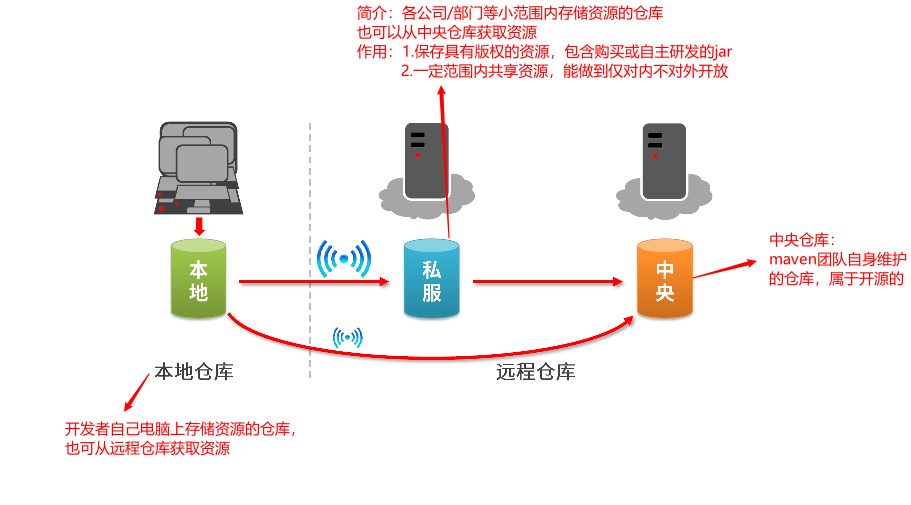 简介：各公司/部门等小范围内存储资源的仓库
也可以从中央仓库获取资源
作用：1.保存具有版权的资源，包含购买或自主研发的jar
2.一定范围内共享资源，能做到仅对内不对外开放
本地
私服
中央
中央仓库：
maven团队自身维护
的仓库，属于开源的
本地仓库
远程仓库
开发者自己电脑上存储资源的仓库，
也可从远程仓库获取资源